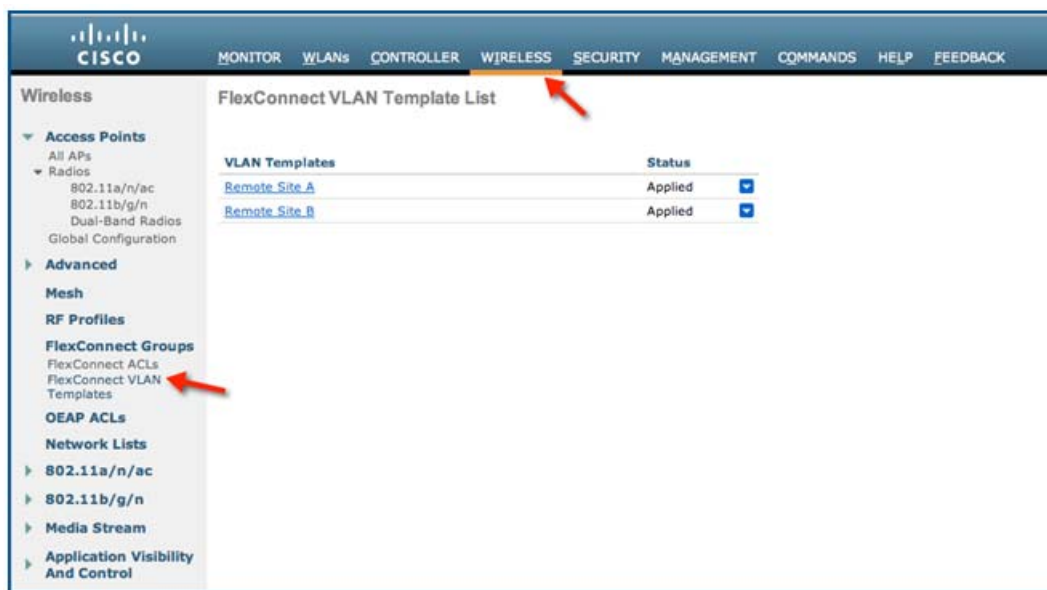 CISCO
MONITOR WLANs CONTROLLER WIRELESS SECURITY MANAGEMENT COMMANDS HELP FEEDBACK
Wireless
Access Points
All APs
Radios
802.11a/n/ac
802.11b/g/n
Dual-Band Radios
Global Configuration
Advanced
Mesh
RF Profiles
FlexConnect Groups
FlexConnect ACLs
FlexConnect VLAN
Templates
OEAP ACLs
Network Lists
802.11a/n/ac
802.11b/g/n
Media Stream
Application Visibility
And Control
FlexConnect VLAN Template List
VLAN Templates Status
Remote Site A Applied
Remote Site B Applied